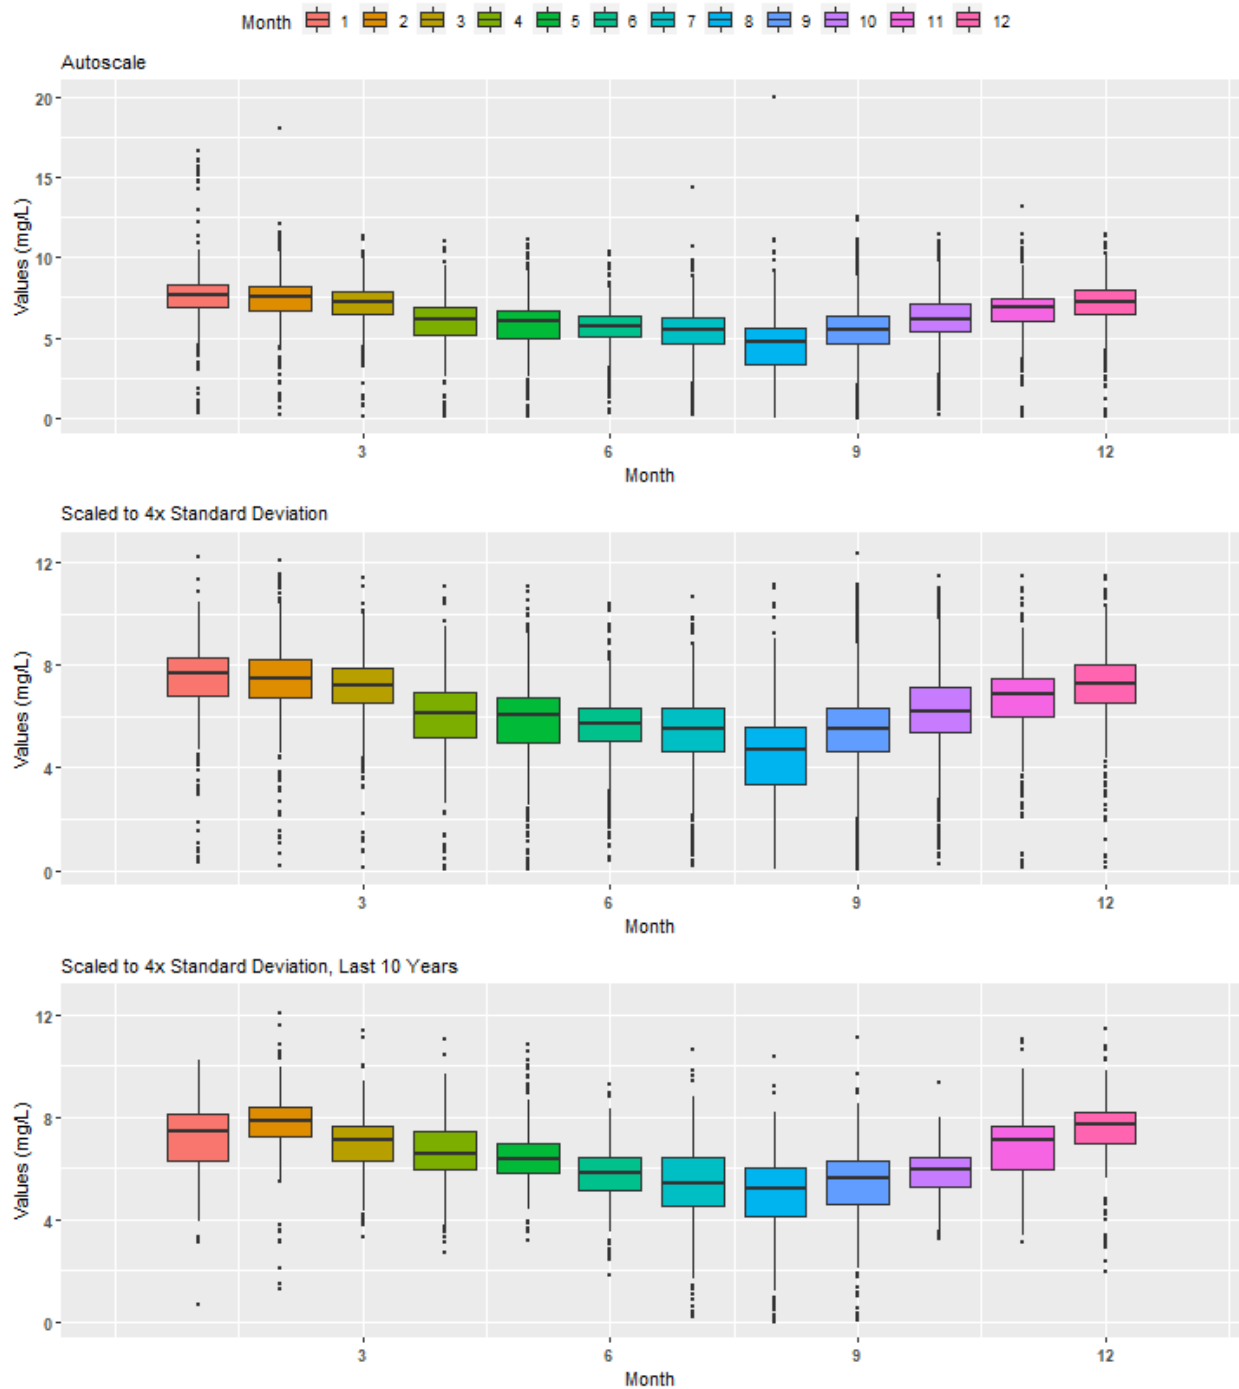 Month 1 2 3 4 5 6 7 8 9 10 11 12
Autoscale
Values (mg/L)
20
15
10
5
0
3 6 9 12
Month
Scaled to 4x Standard Deviation
Values (mg/L)
12
8
4
0
3 6 9 12
Month
Scaled to 4x Standard Deviation, Last 10 Years
Values (mg/L)
12
8
4
0
3 6 9 12
Month